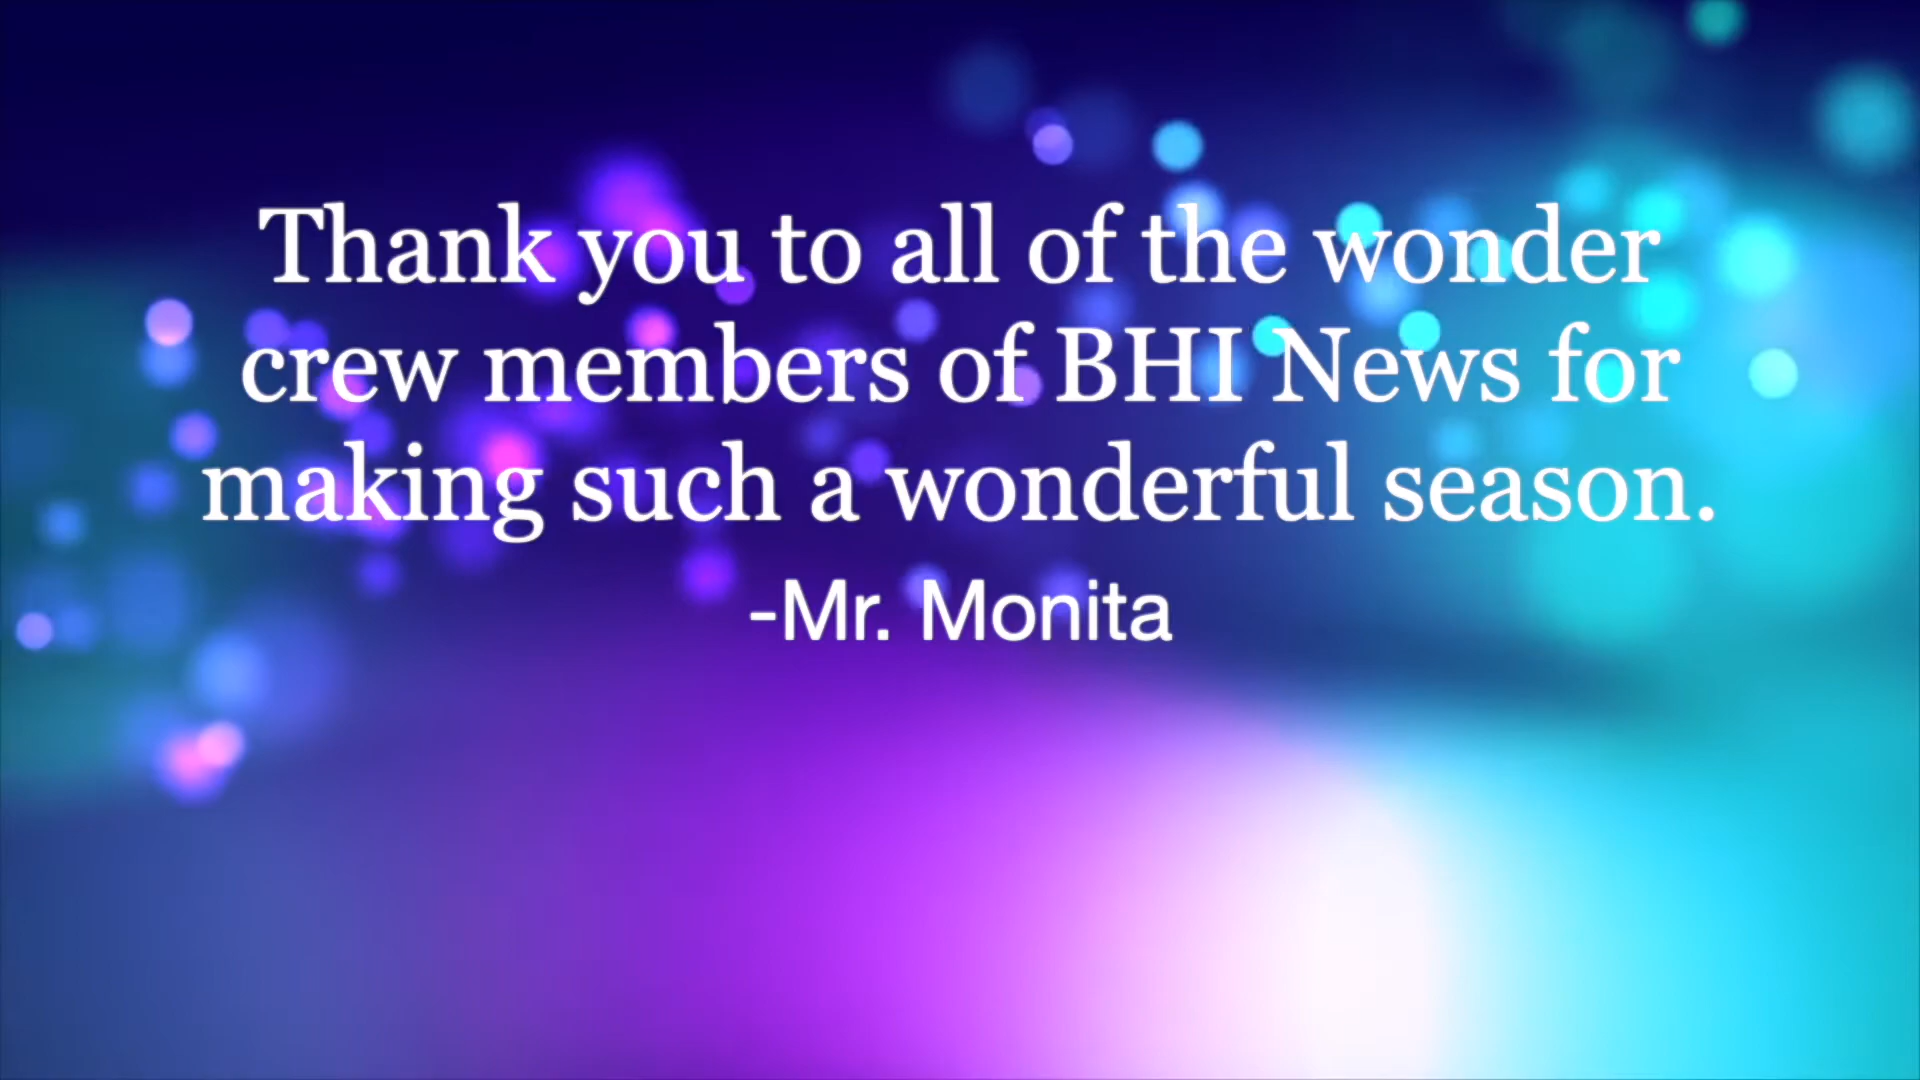 Thank you to all of the wonder
crew members of BHI News for
making such a wonderful season.
-Mr. Monita